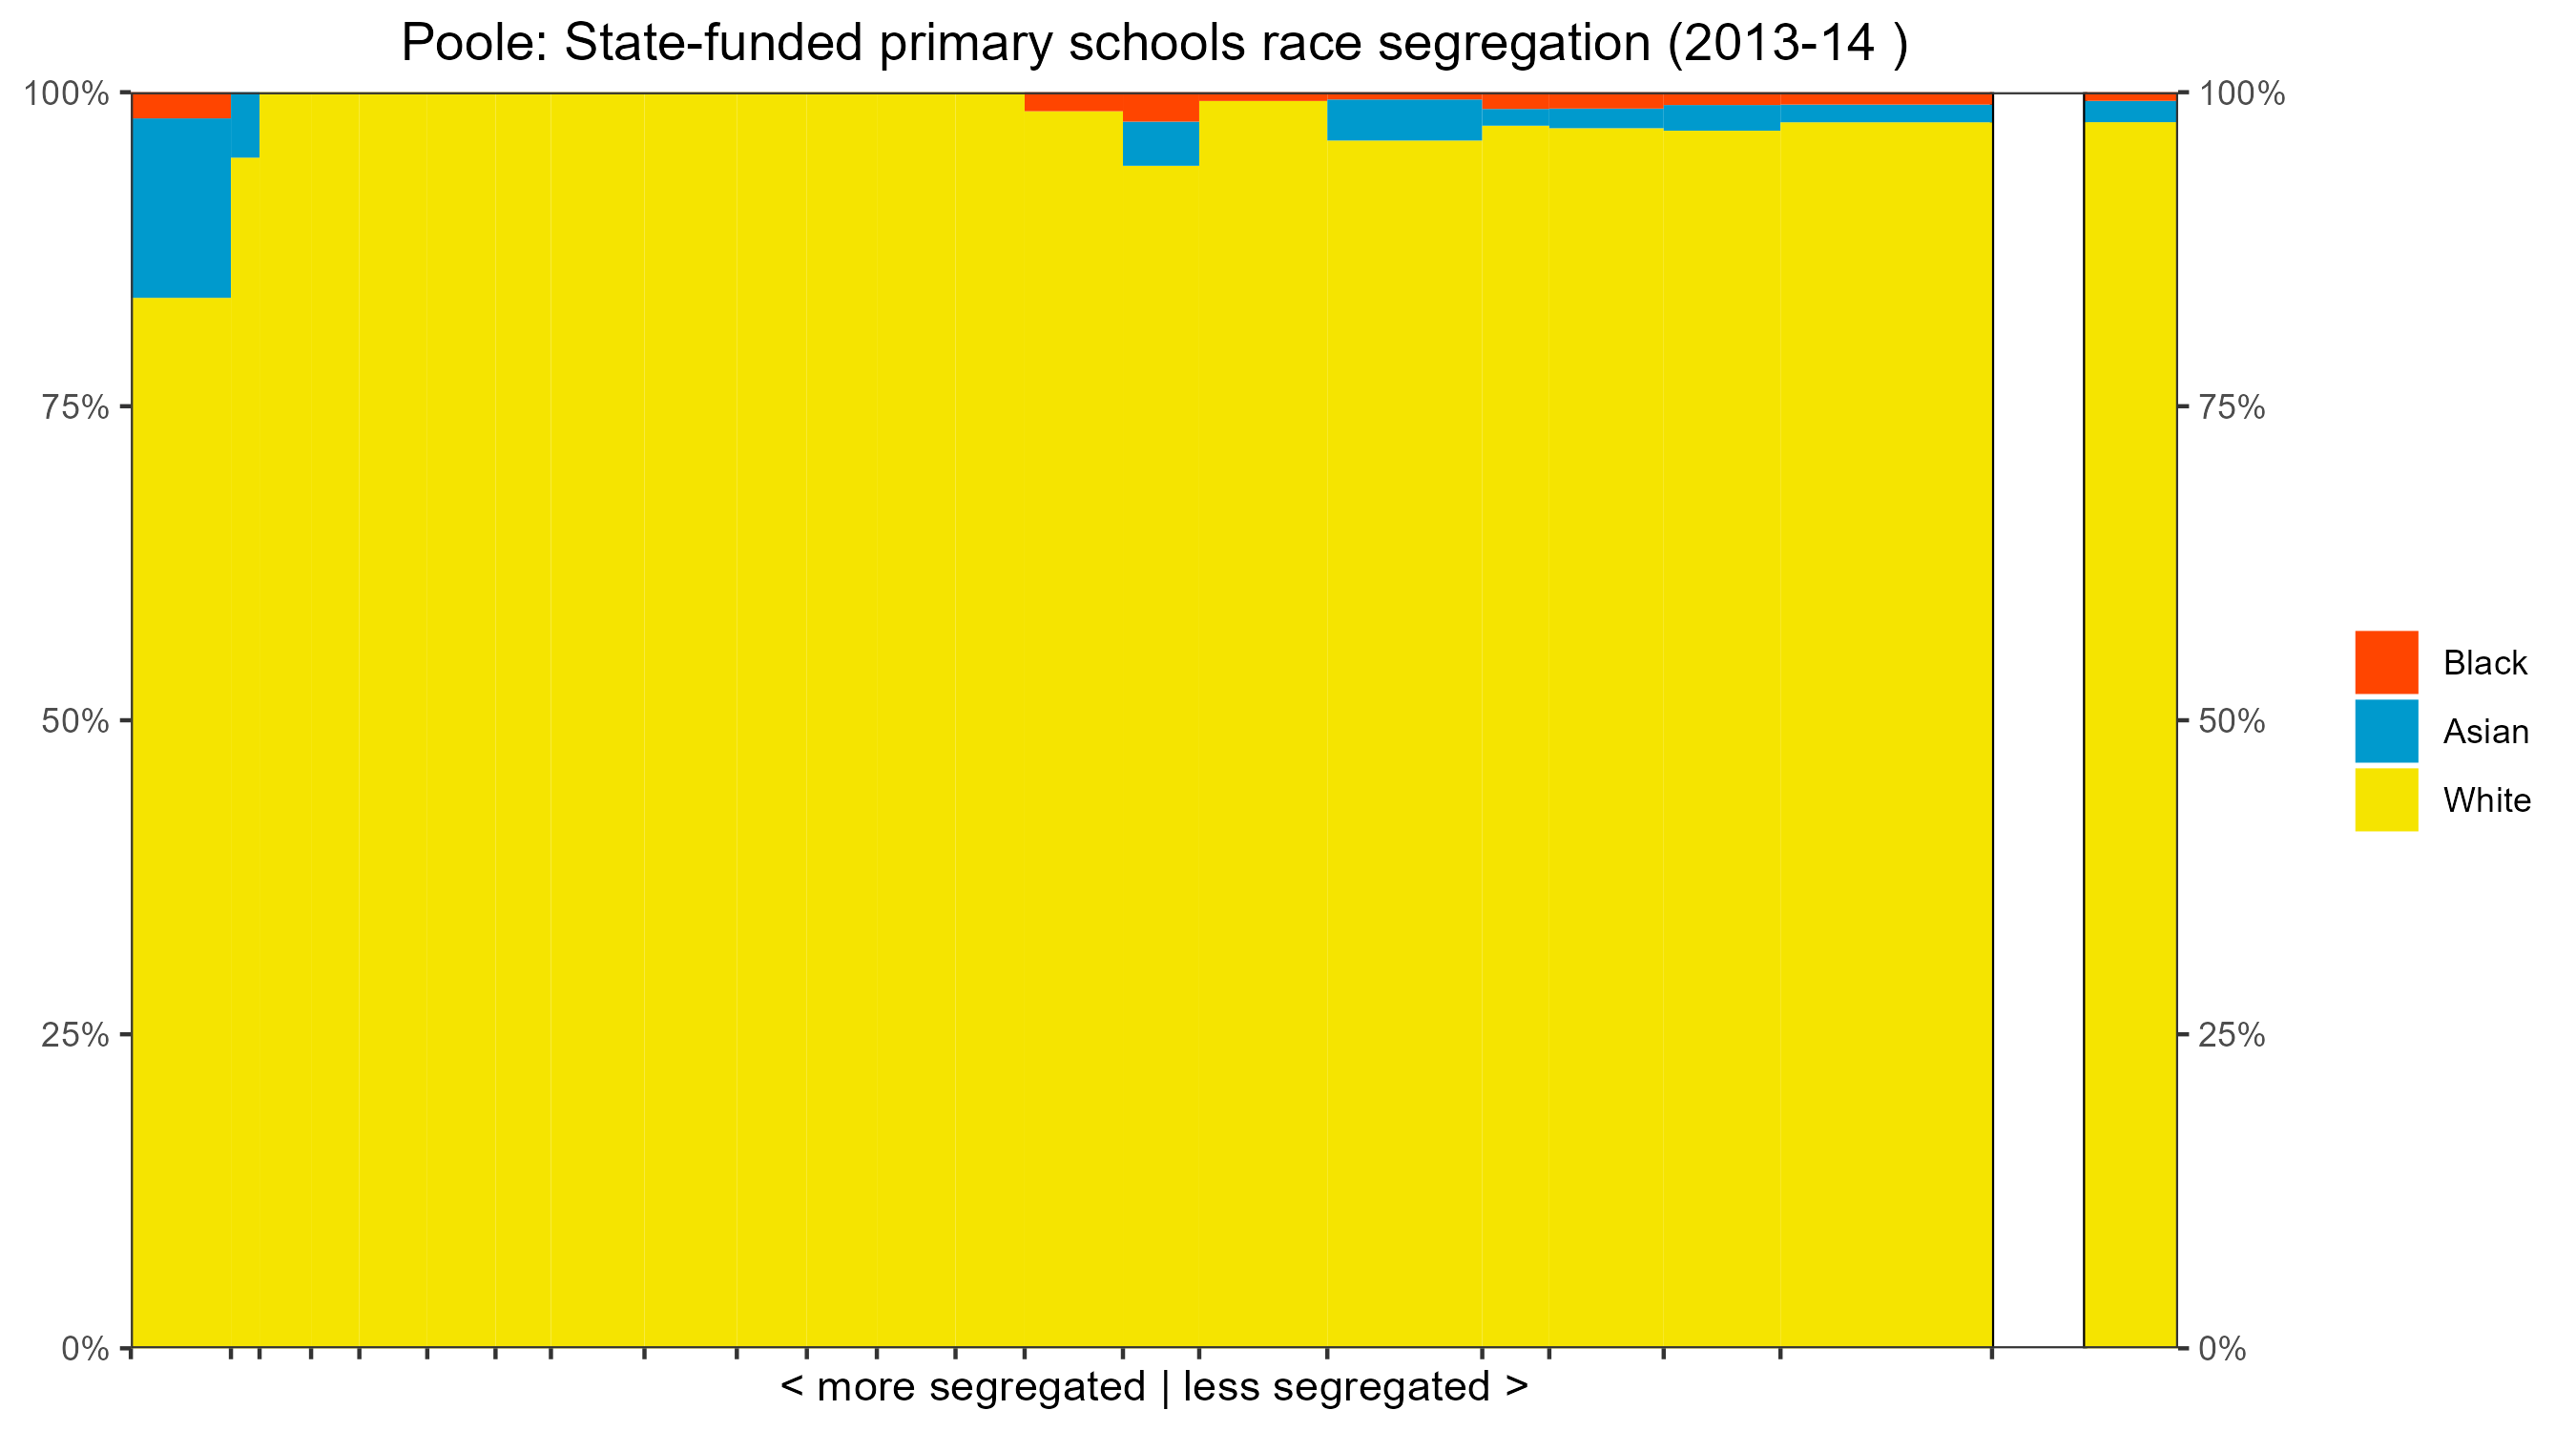 Poole: State-funded primary schools race segregation (2013-14 )
100%
75%
50%
25%
0%
100%
75%
50%
25%
0%
Black
Asian
White
< more segregated | less segregated >